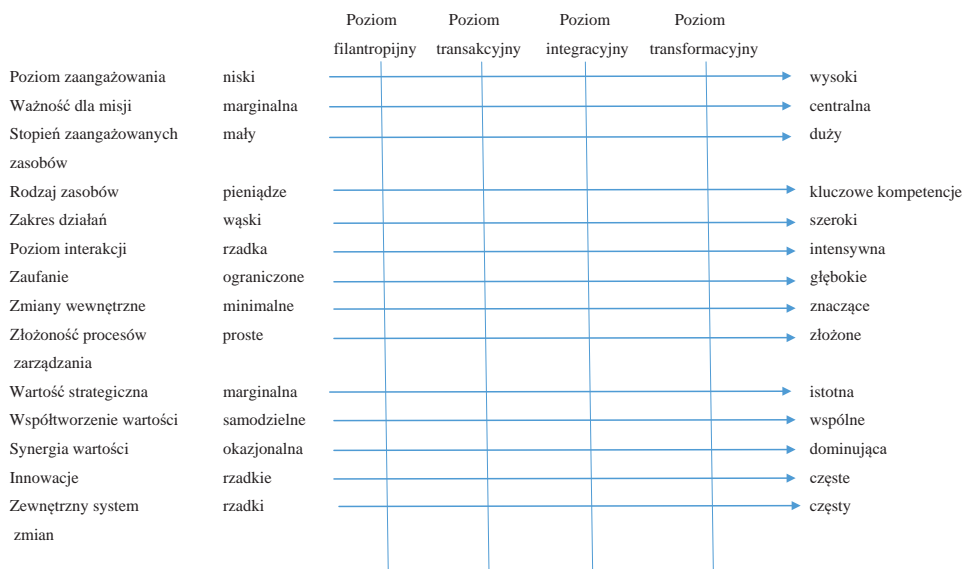 Poziom Poziom Poziom Poziom
filantropijny transakcyjny integracyjny transformacyjny
Poziom zaangażowania niski wysoki
Ważność dla misji marginalna centralna
Stopień zaangażowanych mały duży
zasobów
Rodzaj zasobów pieniądze kluczowe kompetencje
Zakres działań wąski szeroki
Poziom interakcji rzadka intensywna
Zaufanie ograniczone głębokie
Zmiany wewnętrzne minimalne znaczące
Złożoność procesów proste złożone
zarządzania
Wartość strategiczna marginalna istotna
Współtworzenie wartości samodzielne wspólne
Synergia wartości okazjonalna dominująca
Innowacje rzadkie częste
Zewnętrzny system rzadki częsty
zmian